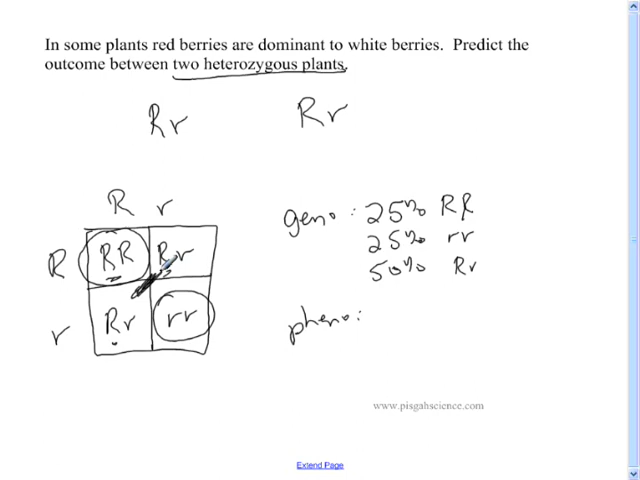 In some plants red berries are dominant to white berries. Predict the
outcome between two heterozygous plants.
Rr Rr
R r
R RR Rr
r Rr rr
geno: 25% RR
25% rr
50% Rr
pheno:
www.pisgahscience.com
Extend Page